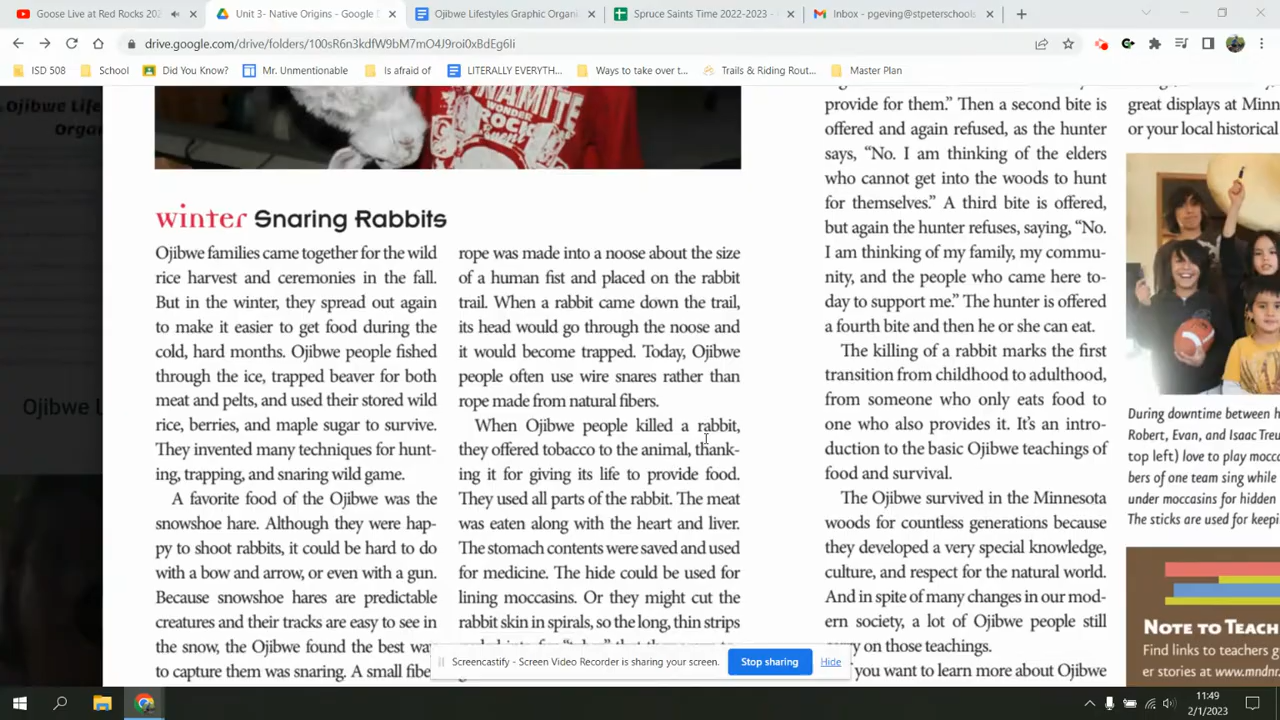 Goose Live at Red Rocks 202
Unit 3- Native Origins - Google D
Ojibwe Lifestyles Graphic Organi
Spruce Saints Time 2022-2023 -
Inbox - pgeving@stpeterschools
drive.google.com/drive/folders/100sR6n3kdfW9bM7mO4J9roi0xBdEg6li
ISD 508
School
Did You Know?
Mr. Unmentionable
Is afraid of
LITERALLY EVERYTH...
Ways to take over t...
Trails & Riding Rout...
Master Plan
Ojibwe Life
Organ
Ojibwe L
NAMITE
WONDER
ROCK
winter Snaring Rabbits
Ojibwe families came together for the wild
rice harvest and ceremonies in the fall.
But in the winter, they spread out again
to make it easier to get food during the
cold, hard months. Ojibwe people fished
through the ice, trapped beaver for both
meat and pelts, and used their stored wild
rice, berries, and maple sugar to survive.
They invented many techniques for hunt-
ing, trapping, and snaring wild game.
A favorite food of the Ojibwe was the
snowshoe hare. Although they were hap-
py to shoot rabbits, it could be hard to do
with a bow and arrow, or even with a gun.
Because snowshoe hares are predictable
creatures and their tracks are easy to see in
the snow, the Ojibwe found the best way
to capture them was snaring. A small fibe
rope was made into a noose about the size
of a human fist and placed on the rabbit
trail. When a rabbit came down the trail,
its head would go through the noose and
it would become trapped. Today, Ojibwe
people often use wire snares rather than
rope made from natural fibers.
When Ojibwe people killed a rabbit,
they offered tobacco to the animal, thank-
ing it for giving its life to provide food.
They used all parts of the rabbit. The meat
was eaten along with the heart and liver.
The stomach contents were saved and used
for medicine. The hide could be used for
lining moccasins. Or they might cut the
rabbit skin in spirals, so the long, thin strips
provide for them.” Then a second bite is
offered and again refused, as the hunter
says, “No. I am thinking of the elders
who cannot get into the woods to hunt
for themselves.” A third bite is offered,
but again the hunter refuses, saying, “No.
I am thinking of my family, my commu-
nity, and the people who came here to-
day to support me.” The hunter is offered
a fourth bite and then he or she can eat.
The killing of a rabbit marks the first
transition from childhood to adulthood,
from someone who only eats food to
one who also provides it. It’s an intro-
duction to the basic Ojibwe teachings of
food and survival.
The Ojibwe survived in the Minnesota
woods for countless generations because
they developed a very special knowledge,
culture, and respect for the natural world.
And in spite of many changes in our mod-
ern society, a lot of Ojibwe people still
on those teachings.
you want to learn more about Ojibwe
great displays at Minn
or your local historical
During downtime between h
Robert, Evan, and Isaac Treu
top left) love to play mocca
bers of one team sing while
under moccasins for hidden
The sticks are used for keepi
NOTE TO TEACH
Find links to teachers g
er stories at www.mndnr.
Screencastify - Screen Video Recorder is sharing your screen.
Stop sharing
Hide
11:49
2/1/2023